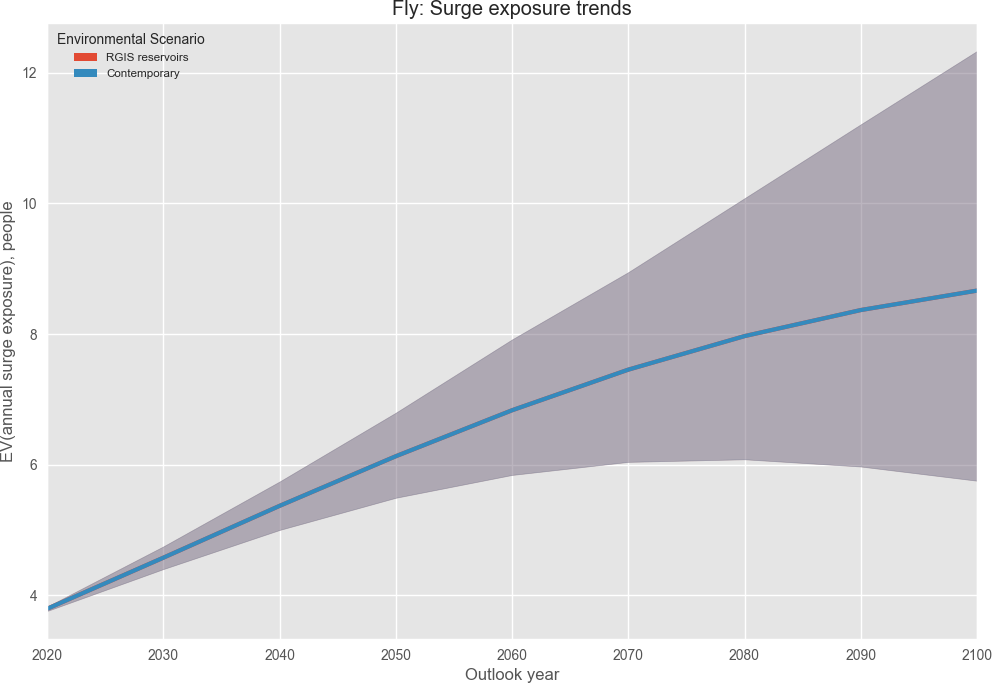 Fly: Surge exposure trends
Environmental Scenario
RGIS reservoirs
Contemporary
EV(annual surge exposure), people
12
10
8
6
4
2020 2030 2040 2050 2060 2070 2080 2090 2100
Outlook year